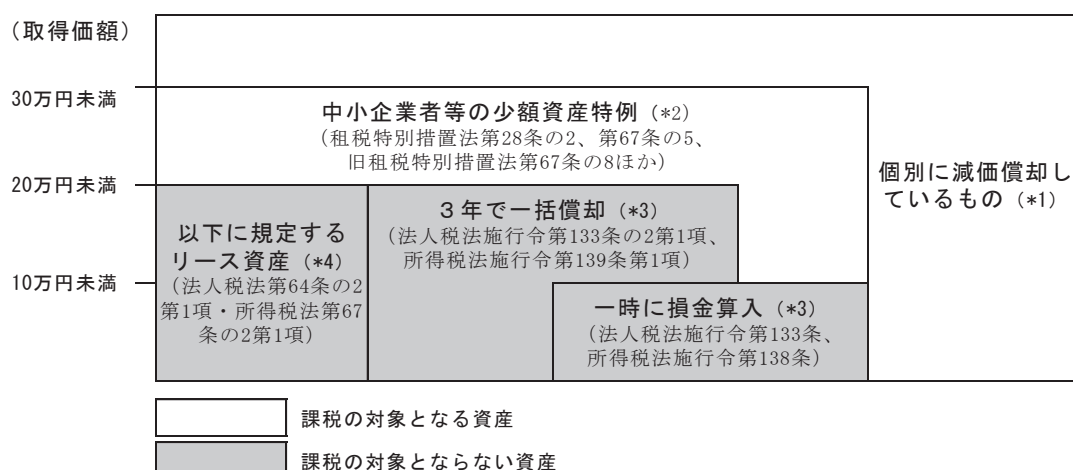 (取得価額)
30万円未満
中小企業者等の少額資産特例(*2)
(租税特別措置法第28条の2、第67条の5、
旧租税特別措置法第67条の8ほか)
個別に減価償却し
ているもの(*1)
20万円未満
以下に規定する
リース資産(*4)
(法人税法第64条の2
第1項・所得税法第67
条の2第1項)
3年で一括償却(*3)
(法人税法施行令第133条の2第1項、
所得税法施行令第139条第1項)
10万円未満
一時に損金算入(*3)
(法人税法施行令第133条、
所得税法施行令第138条)
課税の対象となる資産
課税の対象とならない資産